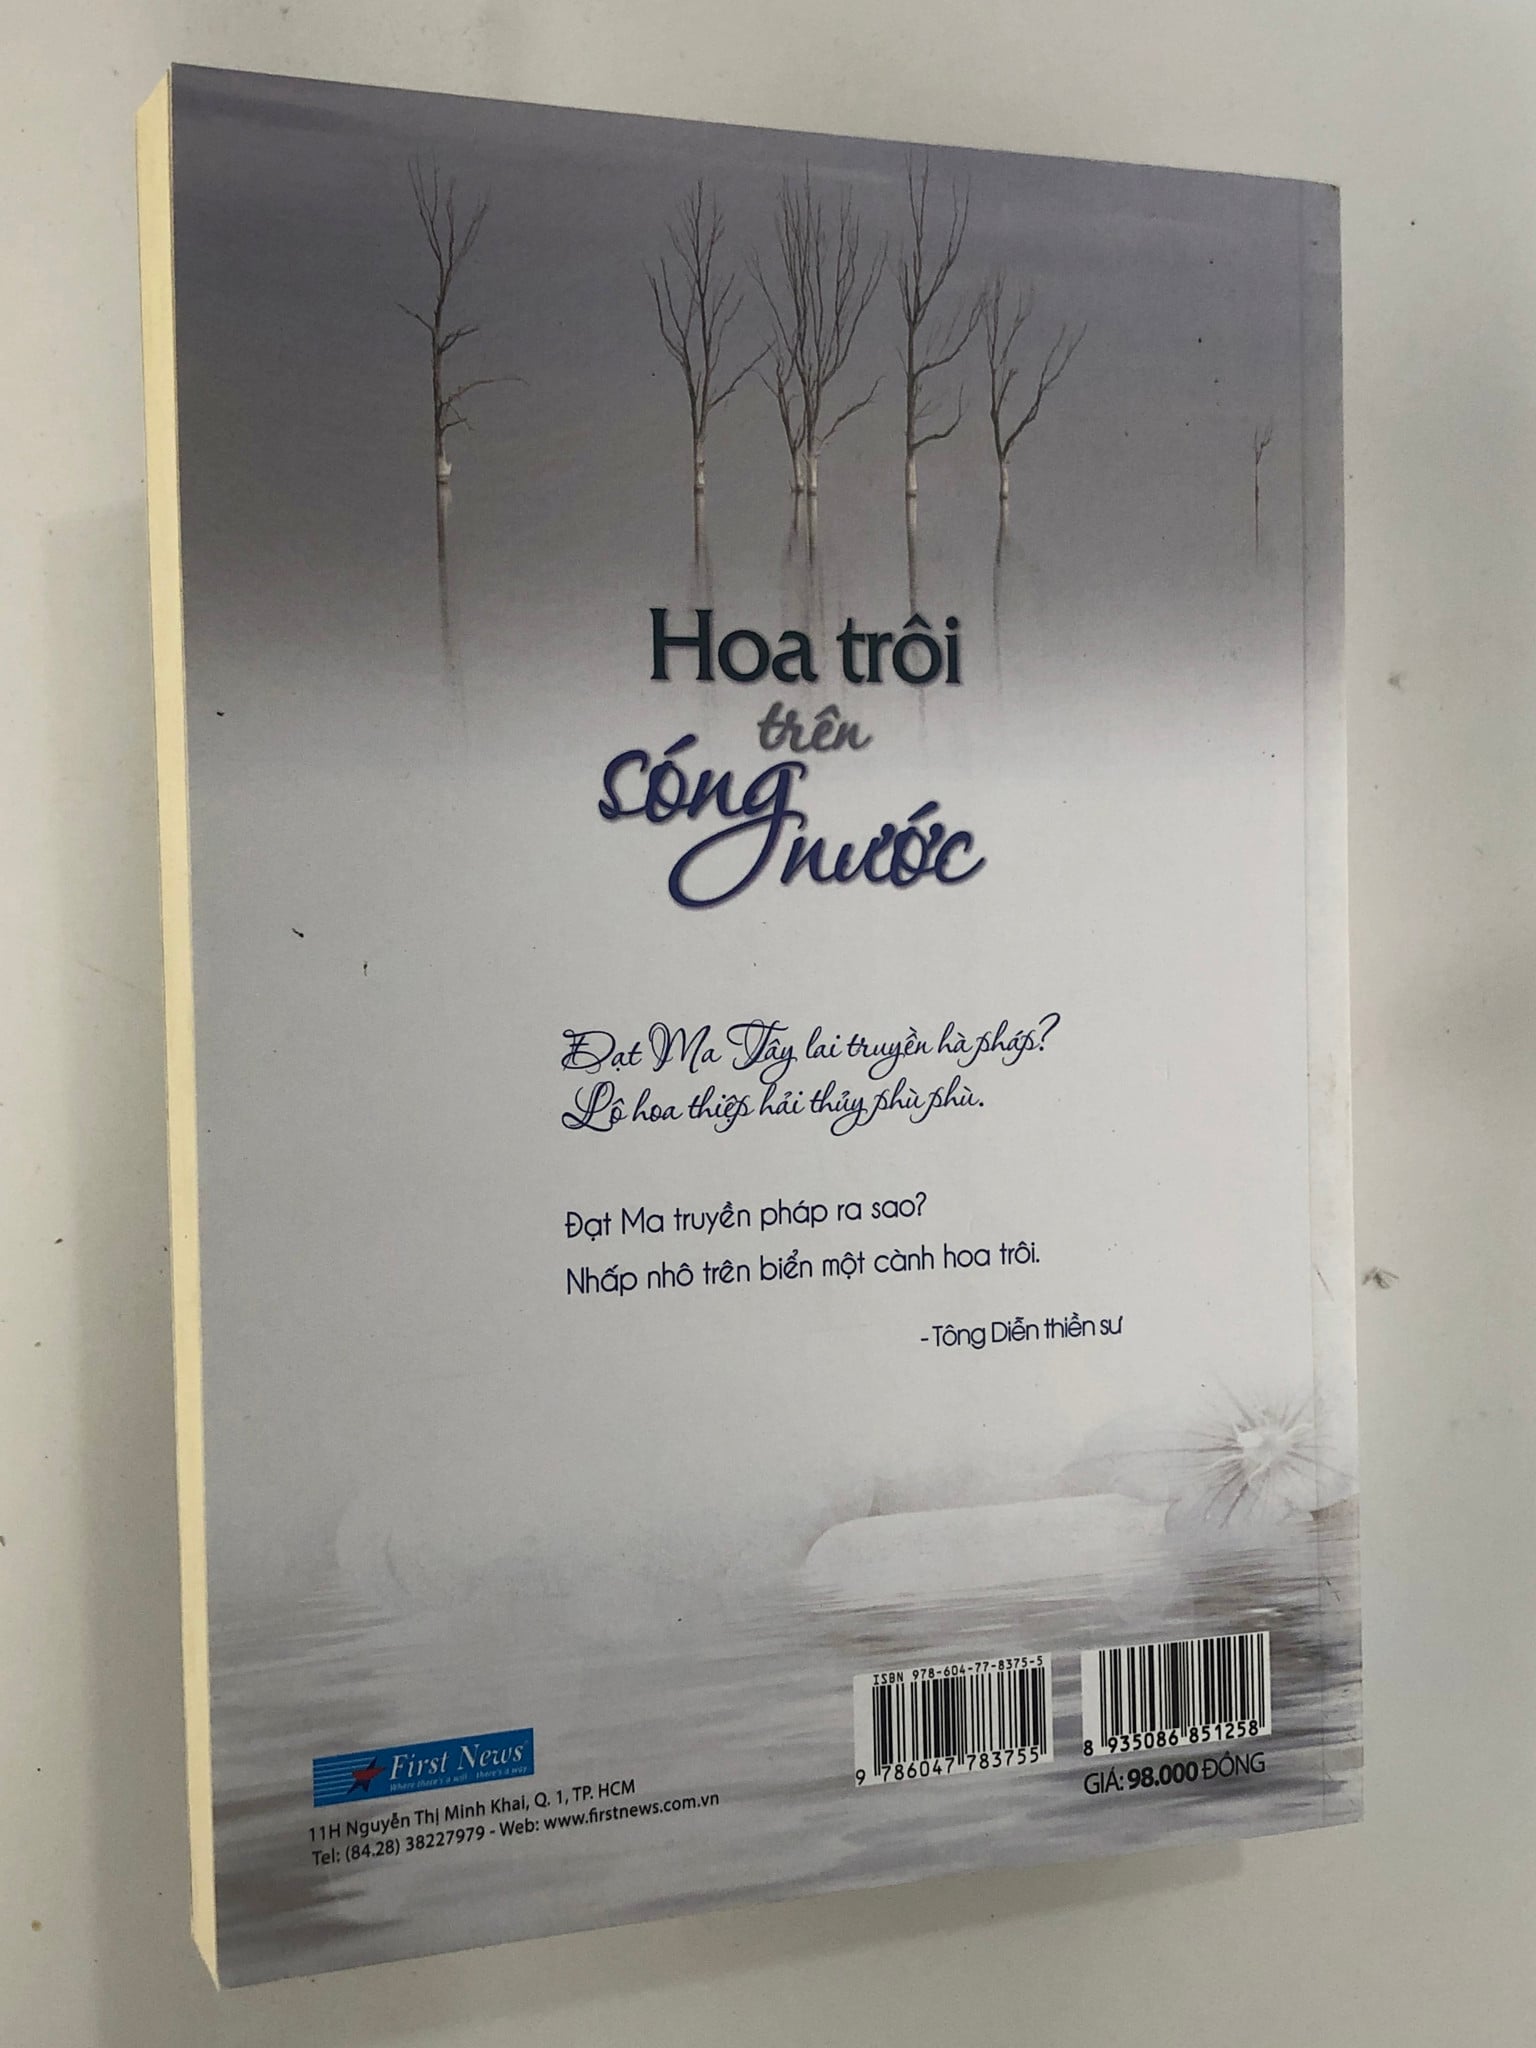 Hoa trôi
trên
sóng
nước
Đạt Ma Tây lai truyền hà pháp?
Lô hoa thiệp hải thủy phù phù.
Đạt Ma truyền pháp ra sao?
Nhấp nhô trên biển một cành hoa trôi.
- Tông Diễn thiền sư
First News
Where there's a will - there's a way
11H Nguyễn Thị Minh Khai, Q. 1, TP. HCM
Tel: (84.28) 38227979 - Web: www.firstnews.com.vn
ISBN 978-604-77-8375-5
9 786047 783755
8 935086 851258
GIÁ: 98.000 ĐỒNG